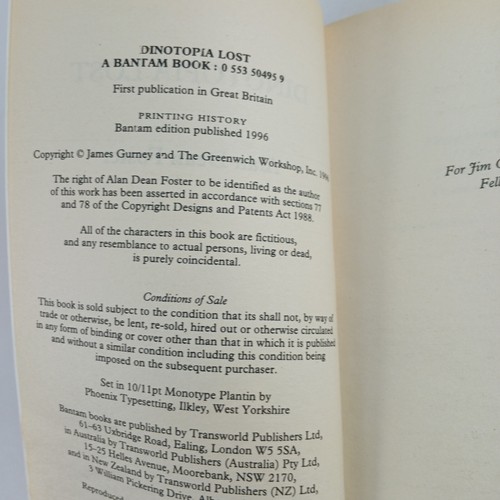 DINOTOPIA LOST
A BANTAM BOOK : 0 553 50495 9
First publication in Great Britain
PRINTING HISTORY
Bantam edition published 1996
Copyright © James Gurney and The Greenwich Workshop, Inc.
The right of Alan Dean Foster to be identified as the author
of this work has been asserted in accordance with sections 77
and 78 of the Copyright Designs and Patents Act 1988.
All of the characters in this book are fictitious,
and any resemblance to actual persons, living or dead,
is purely coincidental.
Conditions of Sale
This book is sold subject to the condition that its shall not, by way of
trade or otherwise, be lent, re-sold, hired out or otherwise circulated
in any form of binding or cover other than that in which it is published
and without a similar condition including this condition being
imposed on the subsequent purchaser.
Set in 10/11pt Monotype Plantin by
Phoenix Typesetting, Ilkley, West Yorkshire
Bantam books are published by Transworld Publishers Ltd,
61-63 Uxbridge Road, Ealing, London W5 5SA,
in Australia by Transworld Publishers (Australia) Pty Ltd,
15-25 Helles Avenue, Moorebank, NSW 2170,
and in New Zealand by Transworld Publishers (NZ) Ltd,
3 William Pickering Drive,
Reproduced
For Jim